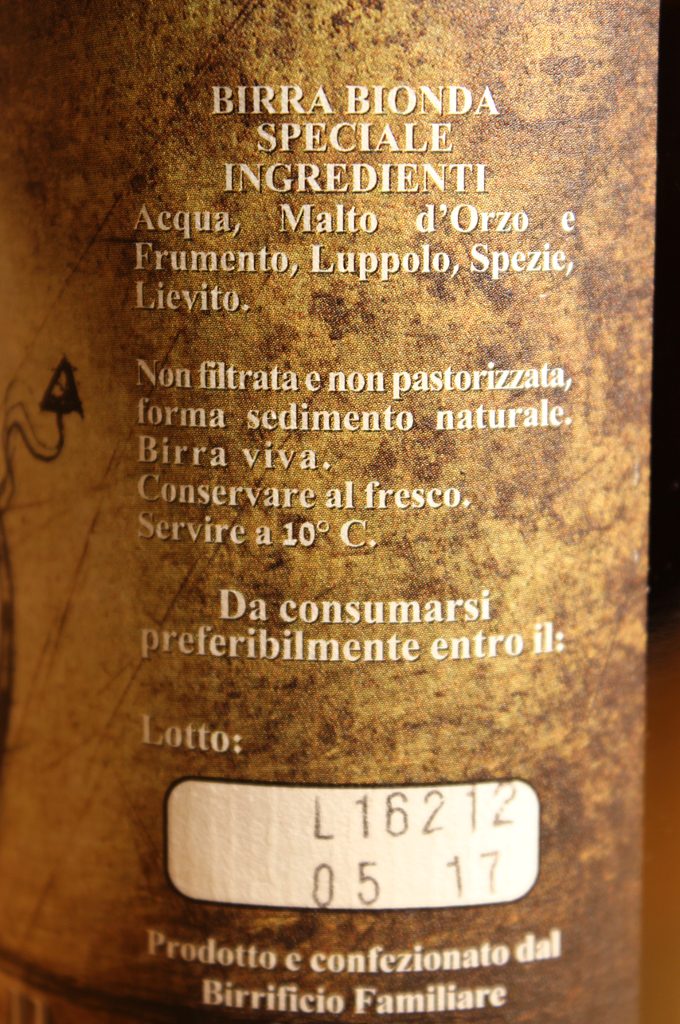 BIRRA BIONDA
SPECIALE
INGREDIENTI
Acqua, Malto d'Orzo e
Frumento, Luppolo, Spezie,
Lievito.
Non filtrata e non pastorizzata,
forma sedimento naturale.
Birra viva.
Conservare al fresco.
Servire a 10° C.
Da consumarsi
preferibilmente entro il:
Lotto:
L16212
05 17
Prodotto e confezionato dal
Birrificio Familiare